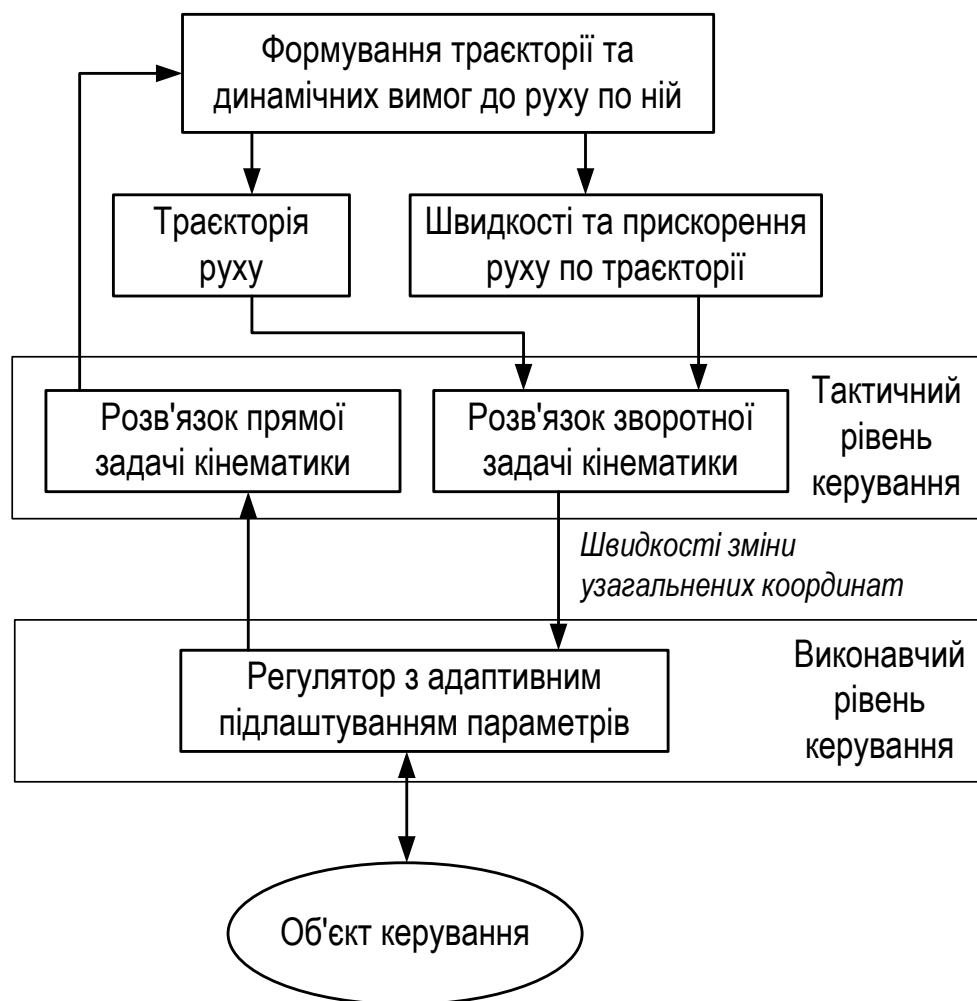 Формування траєкторії та
динамічних вимог до руху по ній
Траєкторія
руху
Швидкості та прискорення
руху по траєкторії
Розв'язок прямої
задачі кінематики
Розв'язок зворотної
задачі кінематики
Тактичний
рівень
керування
Швидкості зміни
узагальнених координат
Регулятор з адаптивним
підлаштуванням параметрів
Виконавчий
рівень
керування
Об'єкт керування